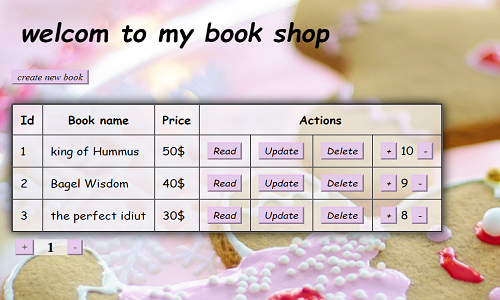 welcom to my book shop
create new book
Id Book name Price Actions
1 king of Hummus 50$ Read Update Delete + 10 -
2 Bagel Wisdom 40$ Read Update Delete + 9 -
3 the perfect idiut 30$ Read Update Delete + 8 -
+ 1 -